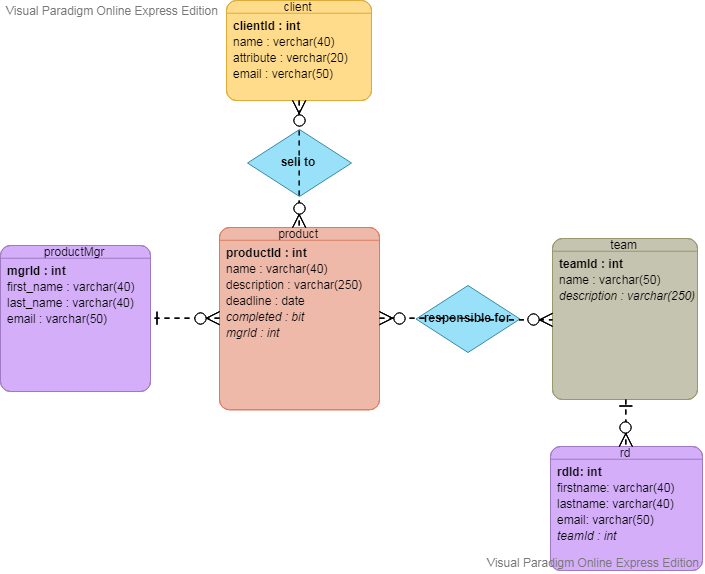 Visual Paradigm Online Express Edition
client
clientId : int
name : verchar(40)
attribute : verchar(20)
email : verchar(50)
sell to
product
productId : int
name : varchar(40)
description : varchar(250)
deadline : date
completed : bit
mgrId : int
productMgr
mgrId : int
first_name : varchar(40)
last_name : varchar(40)
email : varchar(50)
responsible for
team
teamId : int
name : varchar(50)
description : varchar(250)
rd
rdId: int
firstname: varchar(40)
lastname: varchar(40)
email: varchar(50)
teamId : int
Visual Paradigm Online Express Edition